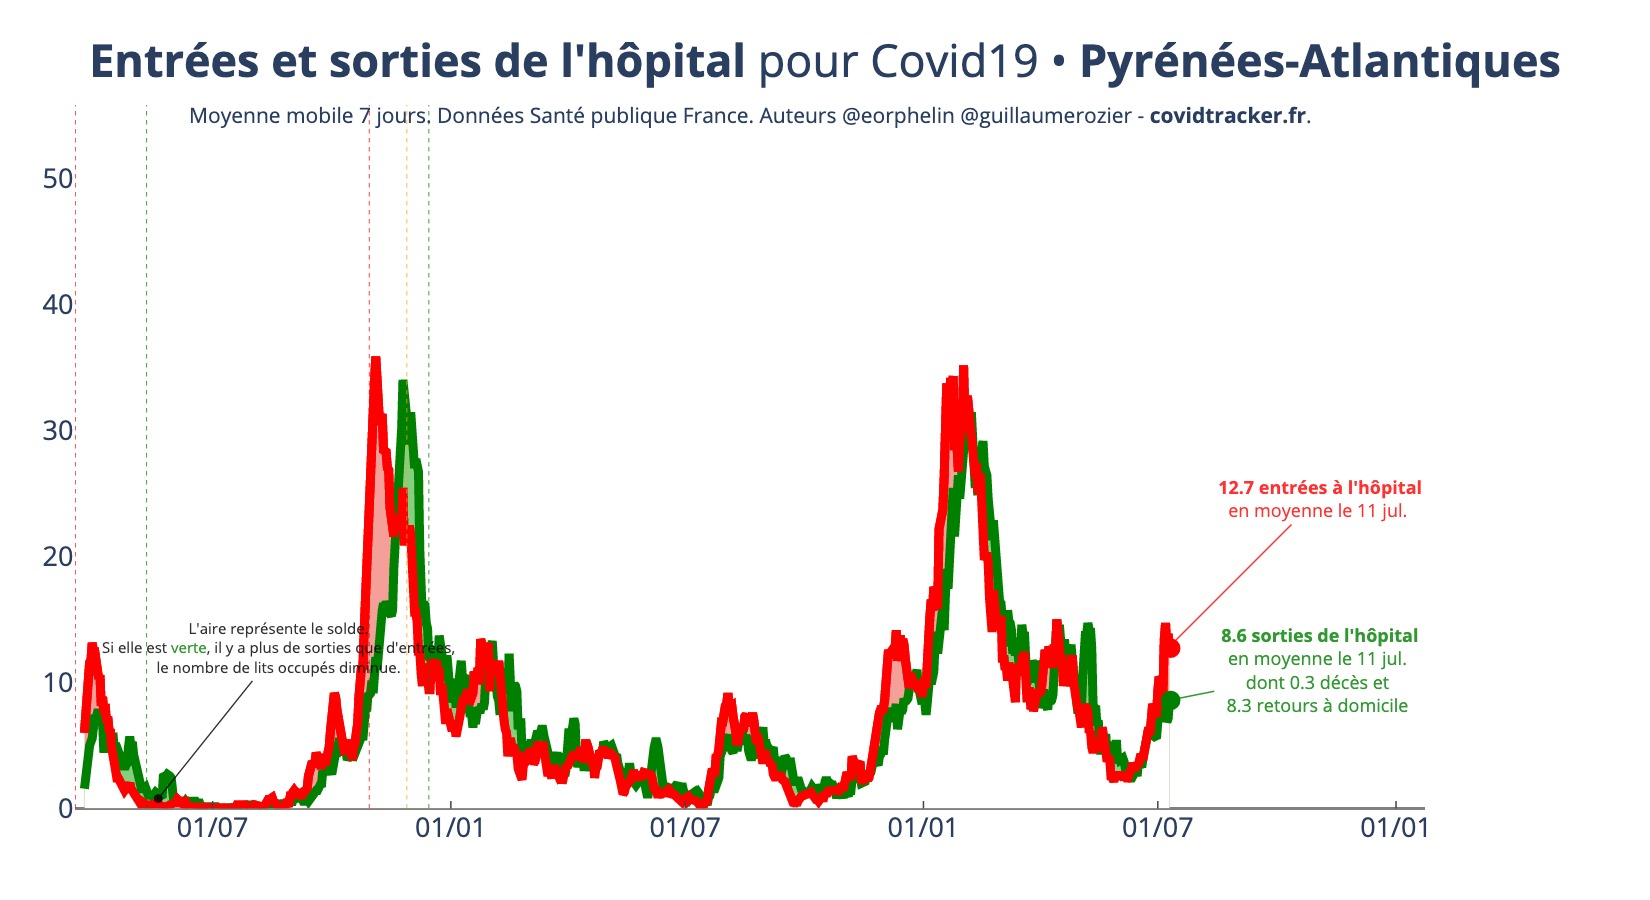 Entrées et sorties de l'hôpital pour Covid19 • Pyrénées-Atlantiques
Moyenne mobile 7 jours. Données Santé publique France. Auteurs @eorphelin @guillaumerozier - covidtracker.fr.
50
40
30
20
10
0
12.7 entrées à l'hôpital
en moyenne le 11 jul.
8.6 sorties de l'hôpital
en moyenne le 11 jul.
dont 0.3 décès et
8.3 retours à domicile
L'aire représente le solde.
Si elle est verte, il y a plus de sorties que d'entrées,
le nombre de lits occupés diminue.
01/07 01/01 01/07 01/01 01/07 01/01